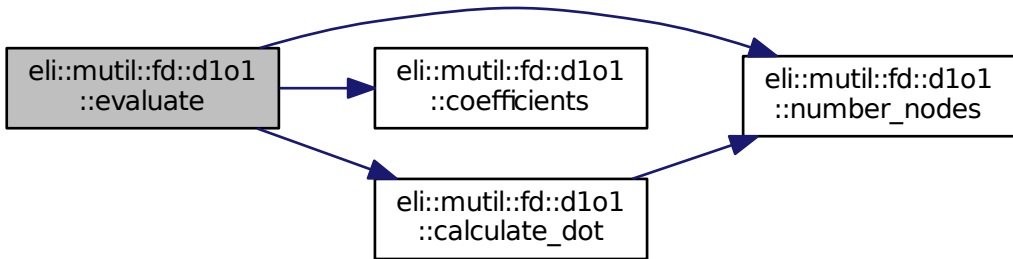 eli::mutil::fd::d1o1
::evaluate
eli::mutil::fd::d1o1
::coefficients
eli::mutil::fd::d1o1
::number_nodes
eli::mutil::fd::d1o1
::calculate_dot